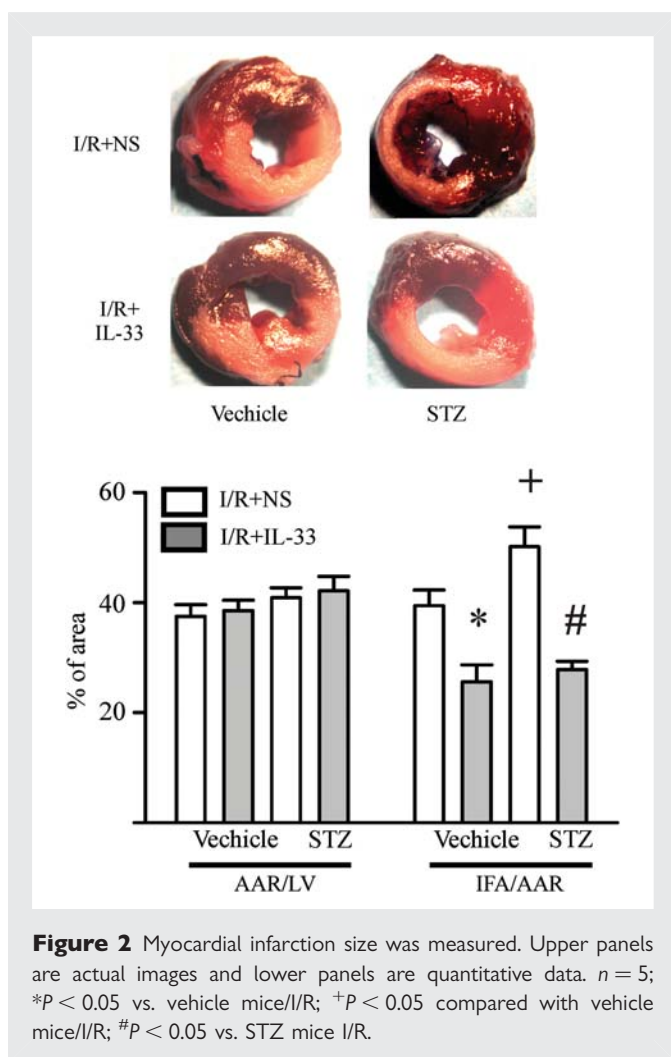 I/R+NS
I/R+
IL-33
Vechicle STZ
60
40
20
% of area
I/R+NS
I/R+IL-33
*
+
#
Vechicle STZ Vechicle STZ
AAR/LV IFA/AAR
Figure 2 Myocardial infarction size was measured. Upper panels
are actual images and lower panels are quantitative data. n = 5;
*P < 0.05 vs. vehicle mice/I/R; +P < 0.05 compared with vehicle
mice/I/R; #P < 0.05 vs. STZ mice I/R.